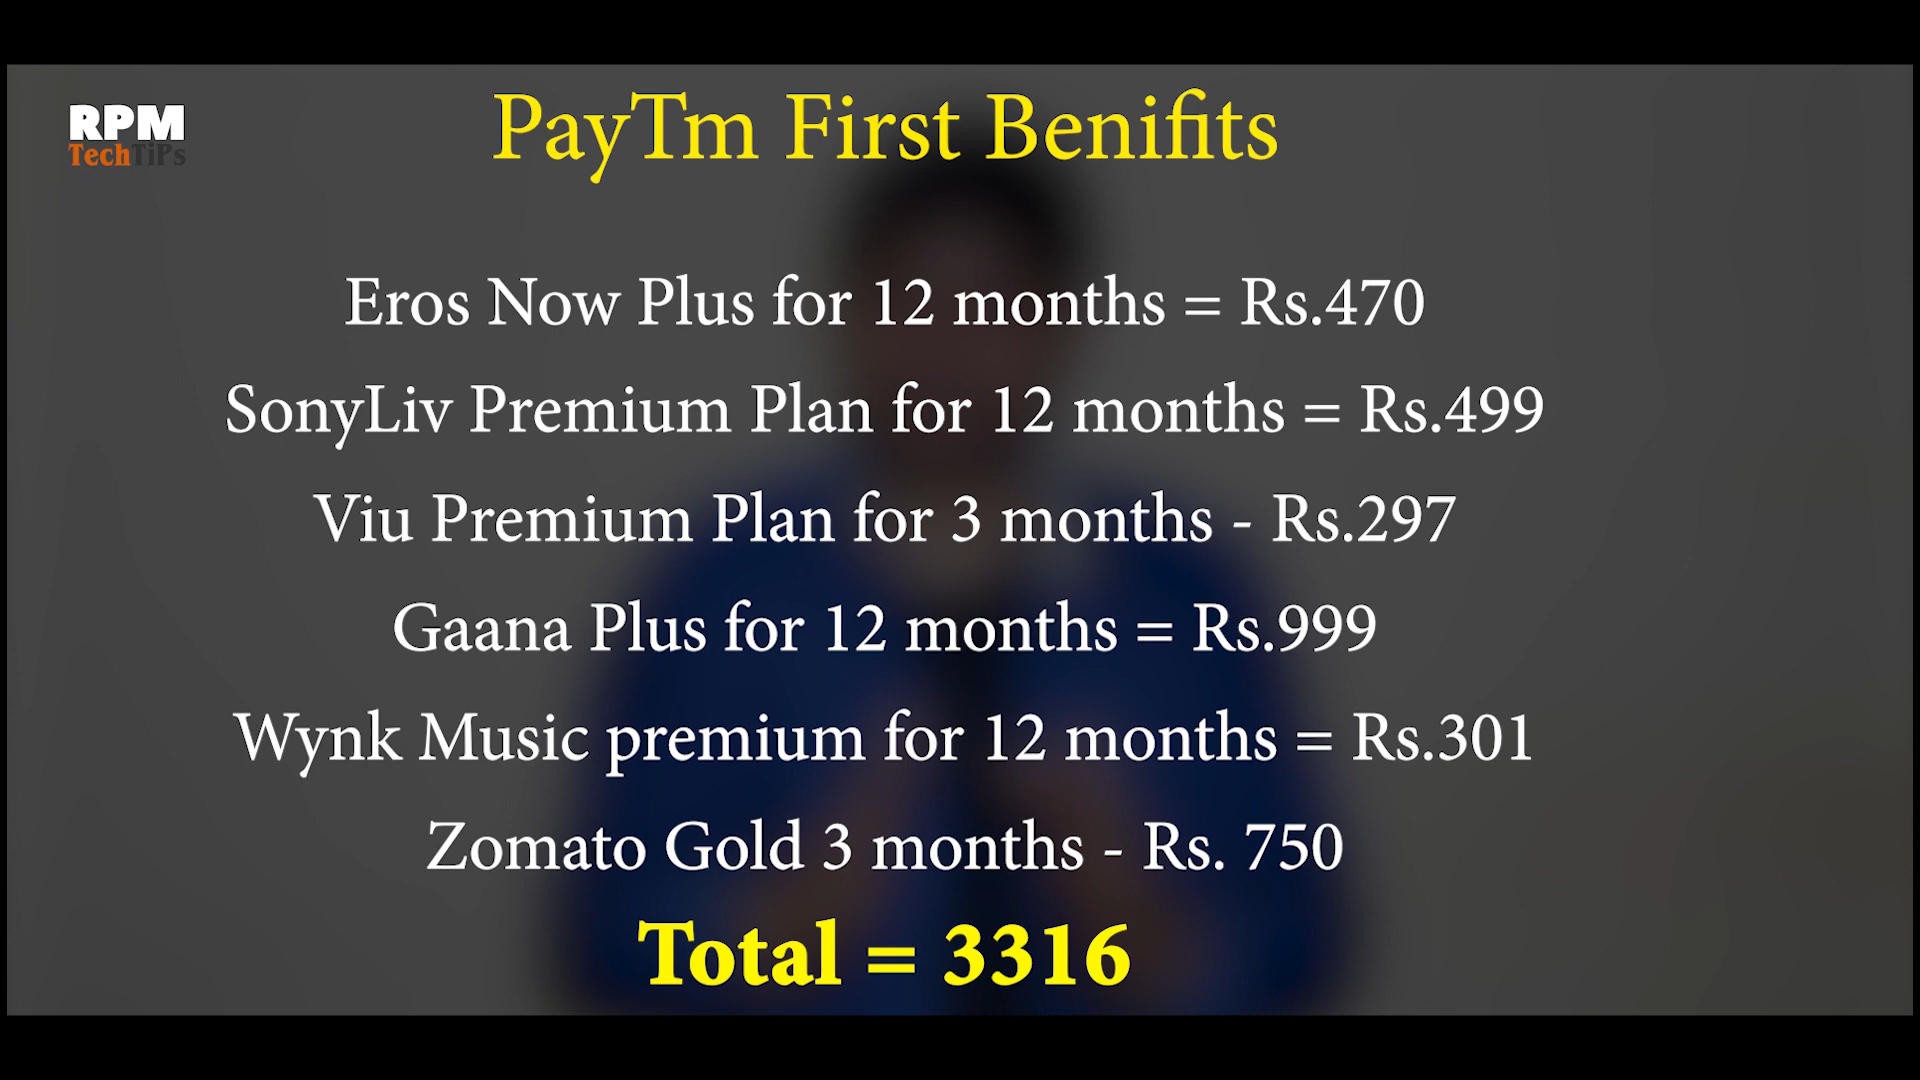 RPM
TechTiPs
PayTm First Benifits
Eros Now Plus for 12 months = Rs.470
SonyLiv Premium Plan for 12 months = Rs.499
Viu Premium Plan for 3 months - Rs.297
Gaana Plus for 12 months = Rs.999
Wynk Music premium for 12 months = Rs.301
Zomato Gold 3 months - Rs. 750
Total = 3316